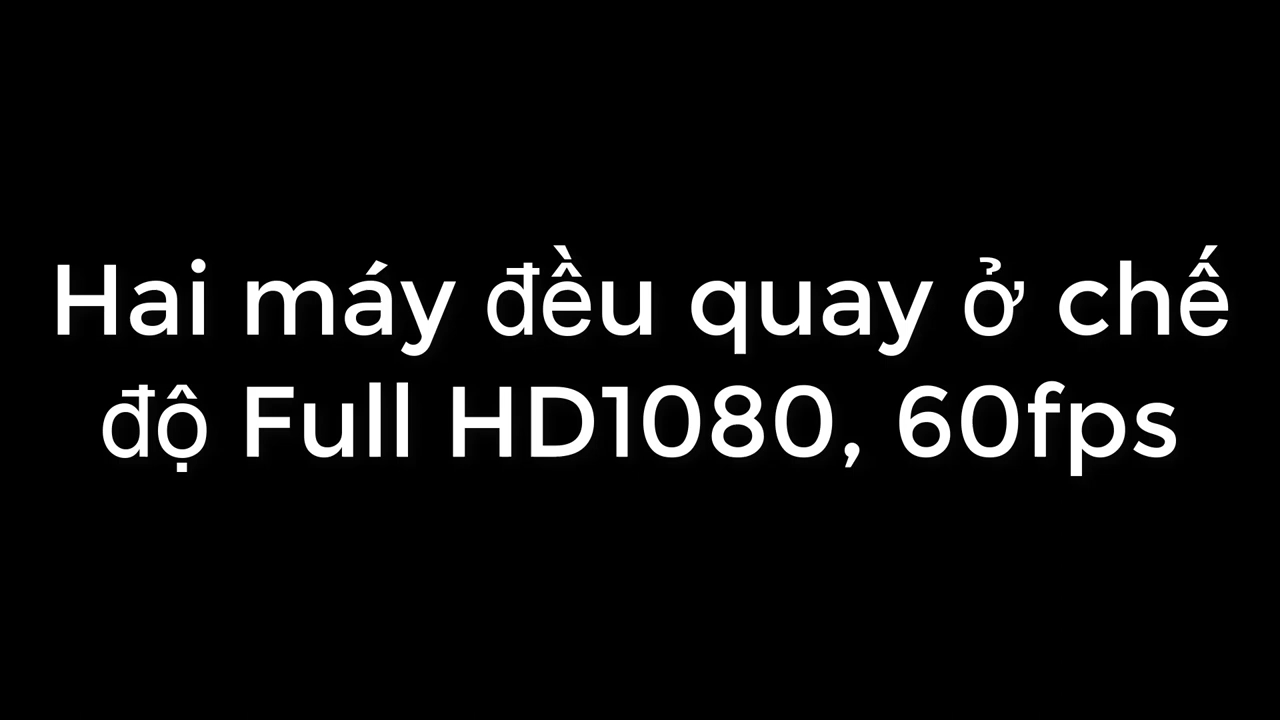 Hai máy đều quay ở chế
độ Full HD1080, 60fps